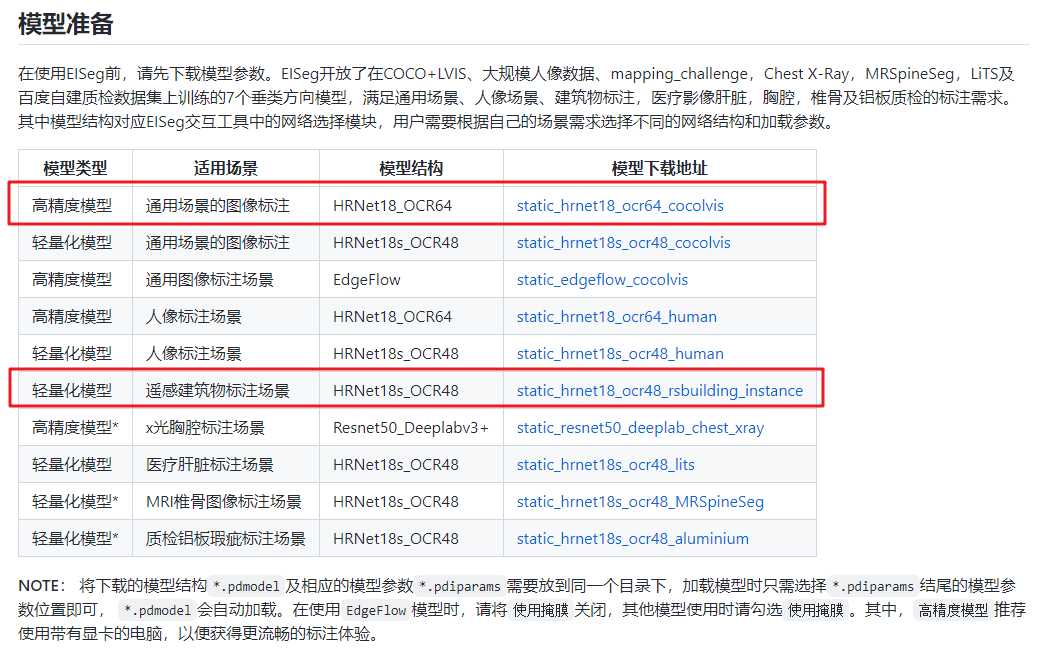 模型准备
在使用EISeg前，请先下载模型参数。EISeg开放了在COCO+LVIS、大规模人像数据、mapping_challenge，Chest X-Ray，MRSpineSeg，LiTS及
百度自建质检数据集上训练的7个垂类方向模型，满足通用场景、人像场景、建筑物标注，医疗影像肝脏，胸腔，椎骨及铝板质检的标注需求。
其中模型结构对应EISeg交互工具中的网络选择模块，用户需要根据自己的场景需求选择不同的网络结构和加载参数。
模型类型 适用场景 模型结构 模型下载地址
高精度模型 通用场景的图像标注 HRNet18_OCR64 static_hrnet18_ocr64_cocolvis
轻量化模型 通用场景的图像标注 HRNet18s_OCR48 static_hrnet18s_ocr48_cocolvis
高精度模型 通用图像标注场景 EdgeFlow static_edgeflow_cocolvis
高精度模型 人像标注场景 HRNet18_OCR64 static_hrnet18_ocr64_human
轻量化模型 人像标注场景 HRNet18s_OCR48 static_hrnet18s_ocr48_human
轻量化模型 遥感建筑物标注场景 HRNet18s_OCR48 static_hrnet18_ocr48_rsbuilding_instance
高精度模型* x光胸腔标注场景 Resnet50_Deeplabv3+ static_resnet50_deeplab_chest_xray
轻量化模型 医疗肝脏标注场景 HRNet18s_OCR48 static_hrnet18s_ocr48_lits
轻量化模型* MRI椎骨图像标注场景 HRNet18s_OCR48 static_hrnet18s_ocr48_MRSpineSeg
轻量化模型* 质检铝板瑕疵标注场景 HRNet18s_OCR48 static_hrnet18s_ocr48_aluminium
NOTE： 将下载的模型结构 *.pdmodel 及相应的模型参数 *.pdiparams 需要放到同一个目录下，加载模型时只需选择 *.pdiparams 结尾的模型参
数位置即可， *.pdmodel 会自动加载。在使用 EdgeFlow 模型时，请将 使用掩膜 关闭，其他模型使用时请勾选 使用掩膜 。其中， 高精度模型 推荐
使用带有显卡的电脑，以便获得更流畅的标注体验。